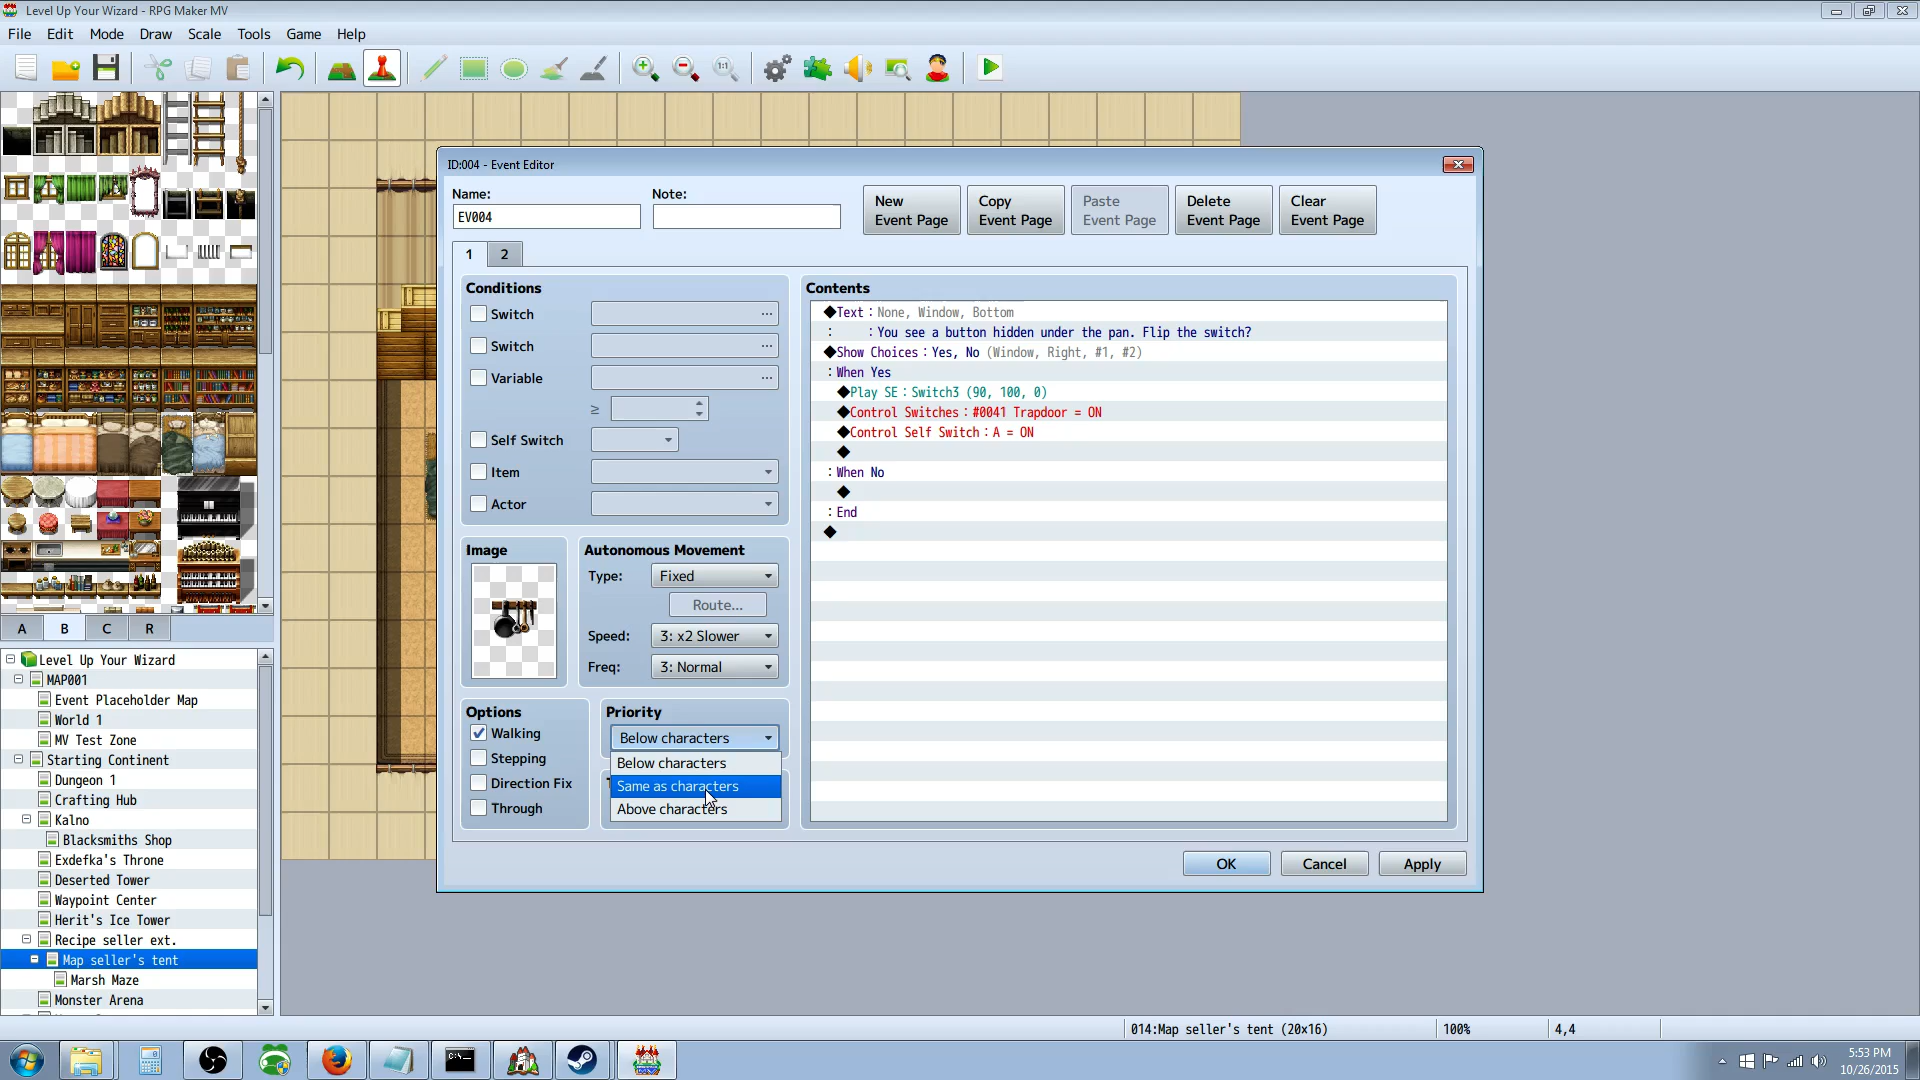 Level Up Your Wizard - RPG Maker MV
File Edit Mode Draw Scale Tools Game Help
1:1
ID:004 - Event Editor
Name: Note:
EV004
New Event Page
Copy Event Page
Paste Event Page
Delete Event Page
Clear Event Page
1 2
Conditions
Switch ...
Switch ...
Variable ...
≥
Self Switch
Item
Actor
Image
Autonomous Movement
Type: Fixed
Route...
Speed: 3: x2 Slower
Freq: 3: Normal
Options
Walking
Stepping
Direction Fix
Through
Priority
Below characters
Below characters
Same as characters
Above characters
Contents
◆Text : None, Window, Bottom
: : You see a button hidden under the pan. Flip the switch?
◆Show Choices : Yes, No (Window, Right, #1, #2)
: When Yes
◆Play SE : Switch3 (90, 100, 0)
◆Control Switches : #0041 Trapdoor = ON
◆Control Self Switch : A = ON
◆
: When No
◆
: End
◆
OK Cancel Apply
A B C R
Level Up Your Wizard
MAP001
Event Placeholder Map
World 1
MV Test Zone
Starting Continent
Dungeon 1
Crafting Hub
Kalno
Blacksmiths Shop
Exdefka's Throne
Deserted Tower
Waypoint Center
Herit's Ice Tower
Recipe seller ext.
Map seller's tent
Marsh Maze
Monster Arena
014:Map seller's tent (20x16) 100% 4,4
5:53 PM
10/26/2015